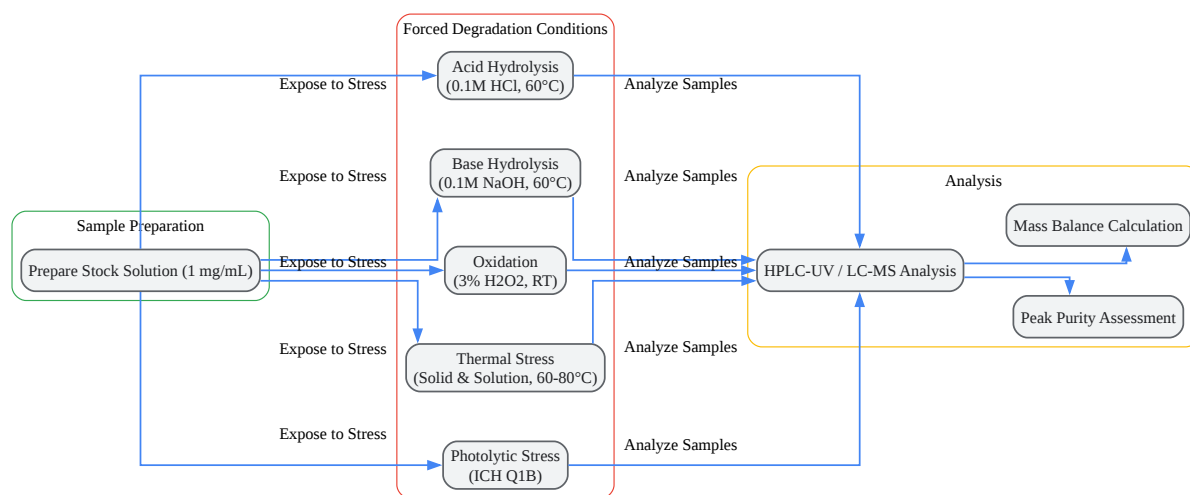 Forced Degradation Conditions
Expose to Stress
Acid Hydrolysis
(0.1M HCl, 60°C)
Analyze Samples
Expose to Stress
Base Hydrolysis
(0.1M NaOH, 60°C)
Analyze Samples
Analysis
Sample Preparation
Mass Balance Calculation
Prepare Stock Solution (1 mg/mL)
Expose to Stress
Oxidation
(3% H2O2, RT)
Analyze Samples
HPLC-UV / LC-MS Analysis
Peak Purity Assessment
Expose to Stress
Thermal Stress
(Solid & Solution, 60-80°C)
Analyze Samples
Expose to Stress
Photolytic Stress
(ICH Q1B)
Analyze Samples